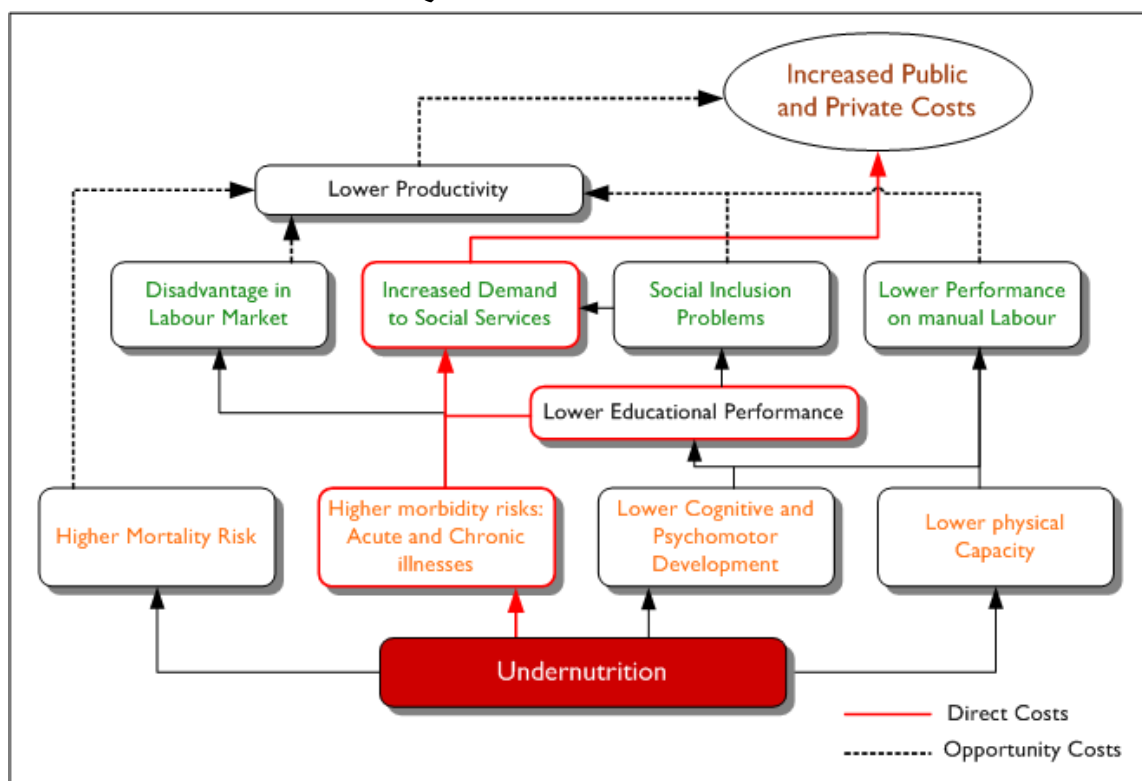 Increased Public
and Private Costs
Lower Productivity
Disadvantage in
Labour Market
Increased Demand
to Social Services
Social Inclusion
Problems
Lower Performance
on manual Labour
Lower Educational Performance
Higher Mortality Risk
Higher morbidity risks:
Acute and Chronic
illnesses
Lower Cognitive and
Psychomotor
Development
Lower physical
Capacity
Undernutrition
Direct Costs
Opportunity Costs